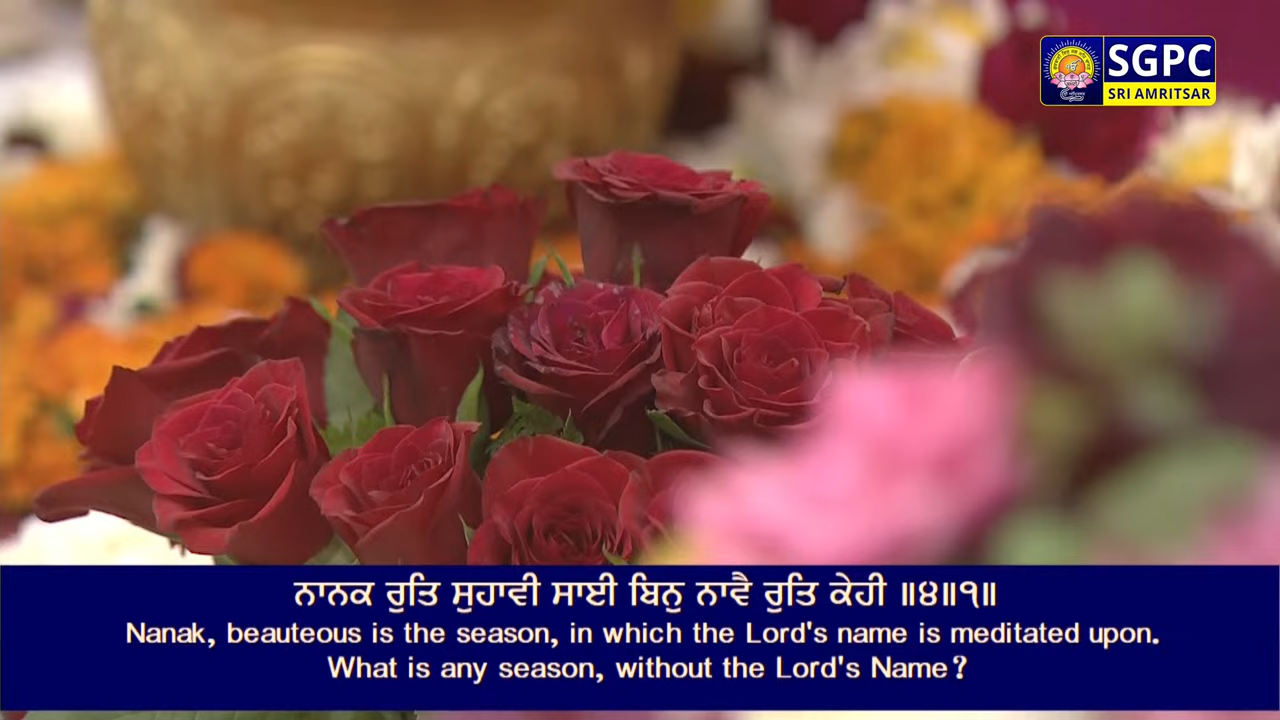 SGPC
SRI AMRITSAR
ਨਾਨਕ ਰੁਤਿ ਸੁਹਾਵੀ ਸਾਈ ਬਿਨੁ ਨਾਵੈ ਰੁਤਿ ਕੇਹੀ ॥੪॥੧॥
Nanak, beauteous is the season, in which the Lord's name is meditated upon.
What is any season, without the Lord's Name?